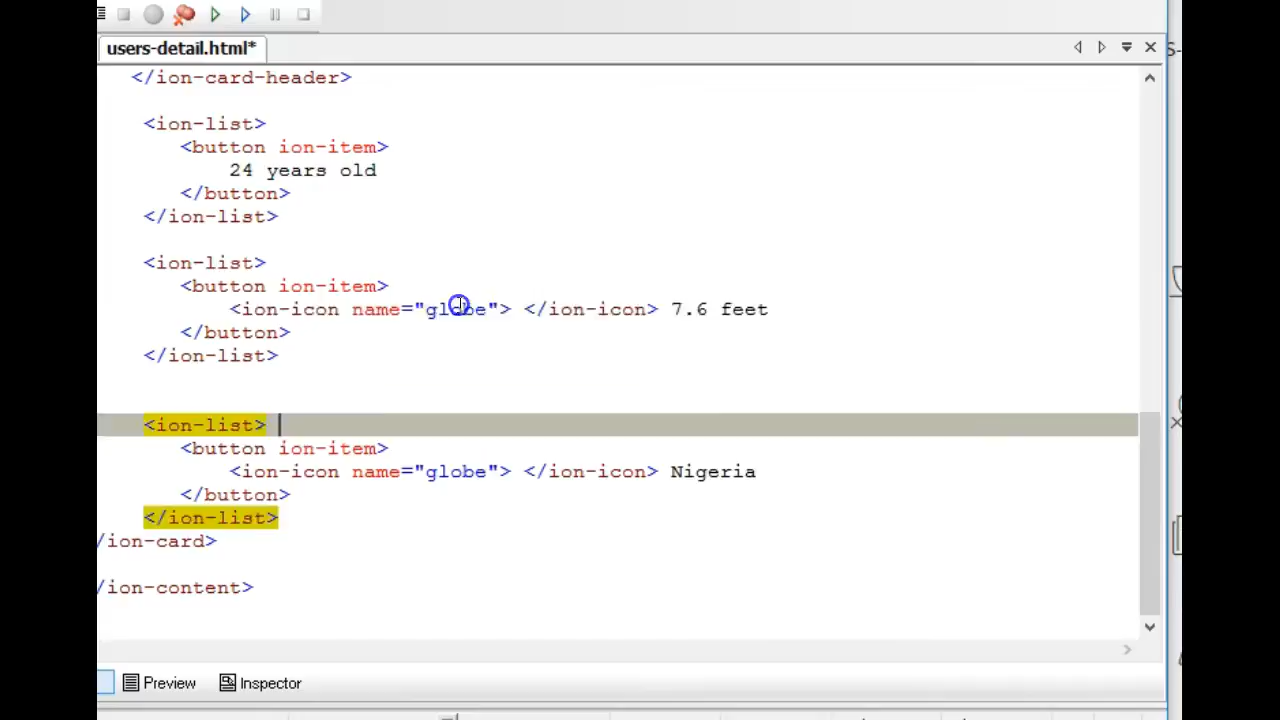 users-detail.html*
</ion-card-header>
<ion-list>
<button ion-item>
24 years old
</button>
</ion-list>
<ion-list>
<button ion-item>
<ion-icon name="globe"> </ion-icon> 7.6 feet
</button>
</ion-list>
<ion-list>
<button ion-item>
<ion-icon name="globe"> </ion-icon> Nigeria
</button>
</ion-list>
/ion-card>
/ion-content>
Preview Inspector